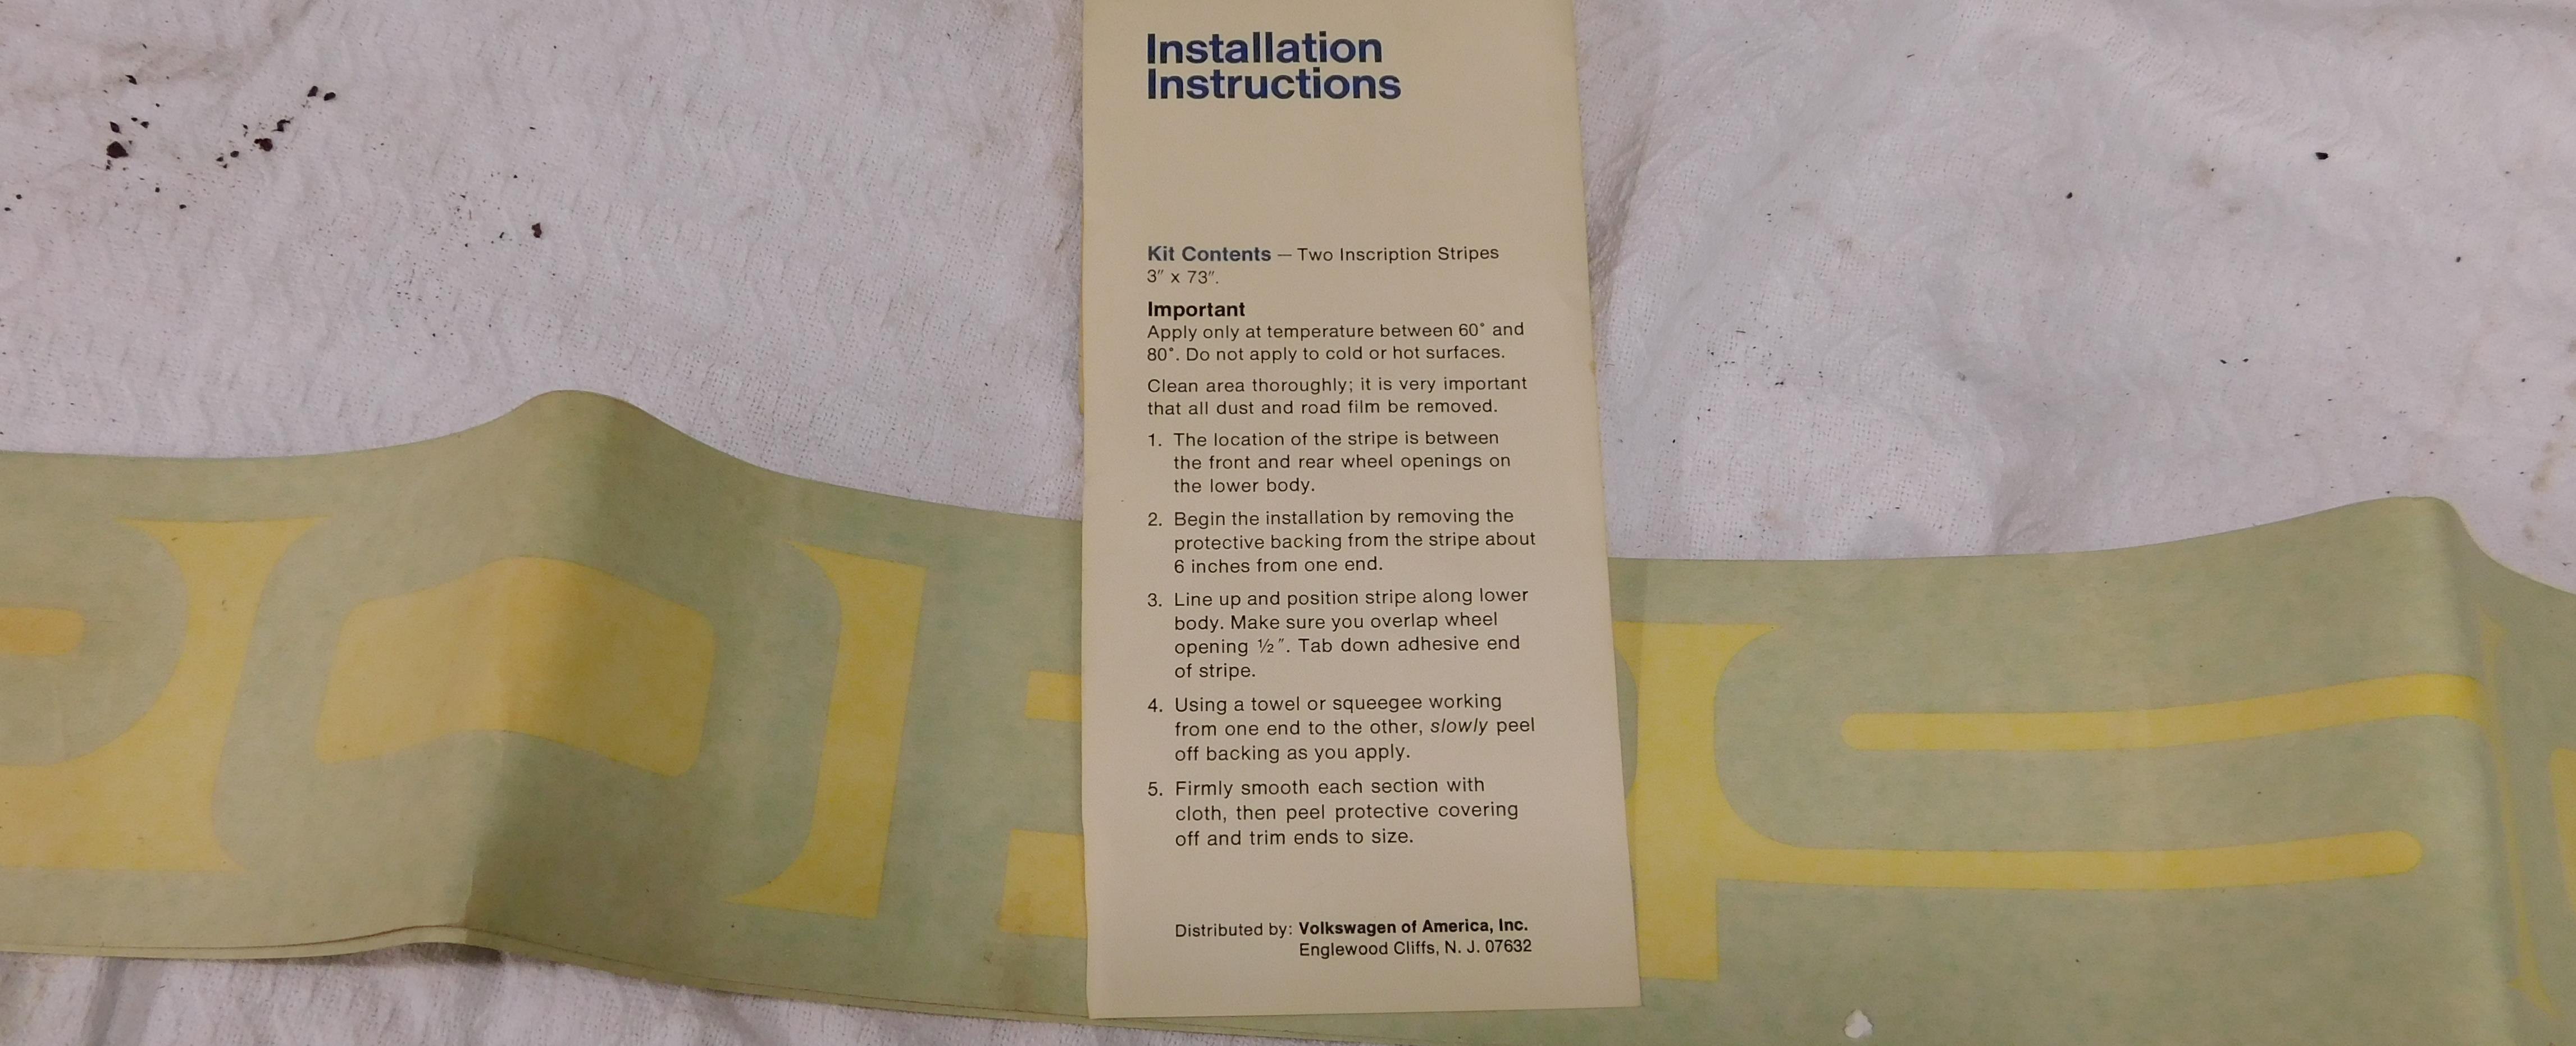 Installation
Instructions
Kit Contents — Two Inscription Stripes
3″ x 73″.
Important
Apply only at temperature between 60° and
80°. Do not apply to cold or hot surfaces.
Clean area thoroughly; it is very important
that all dust and road film be removed.
1. The location of the stripe is between
the front and rear wheel openings on
the lower body.
2. Begin the installation by removing the
protective backing from the stripe about
6 inches from one end.
3. Line up and position stripe along lower
body. Make sure you overlap wheel
opening ½″. Tab down adhesive end
of stripe.
4. Using a towel or squeegee working
from one end to the other, slowly peel
off backing as you apply.
5. Firmly smooth each section with
cloth, then peel protective covering
off and trim ends to size.
Distributed by: Volkswagen of America, Inc.
Englewood Cliffs, N. J. 07632